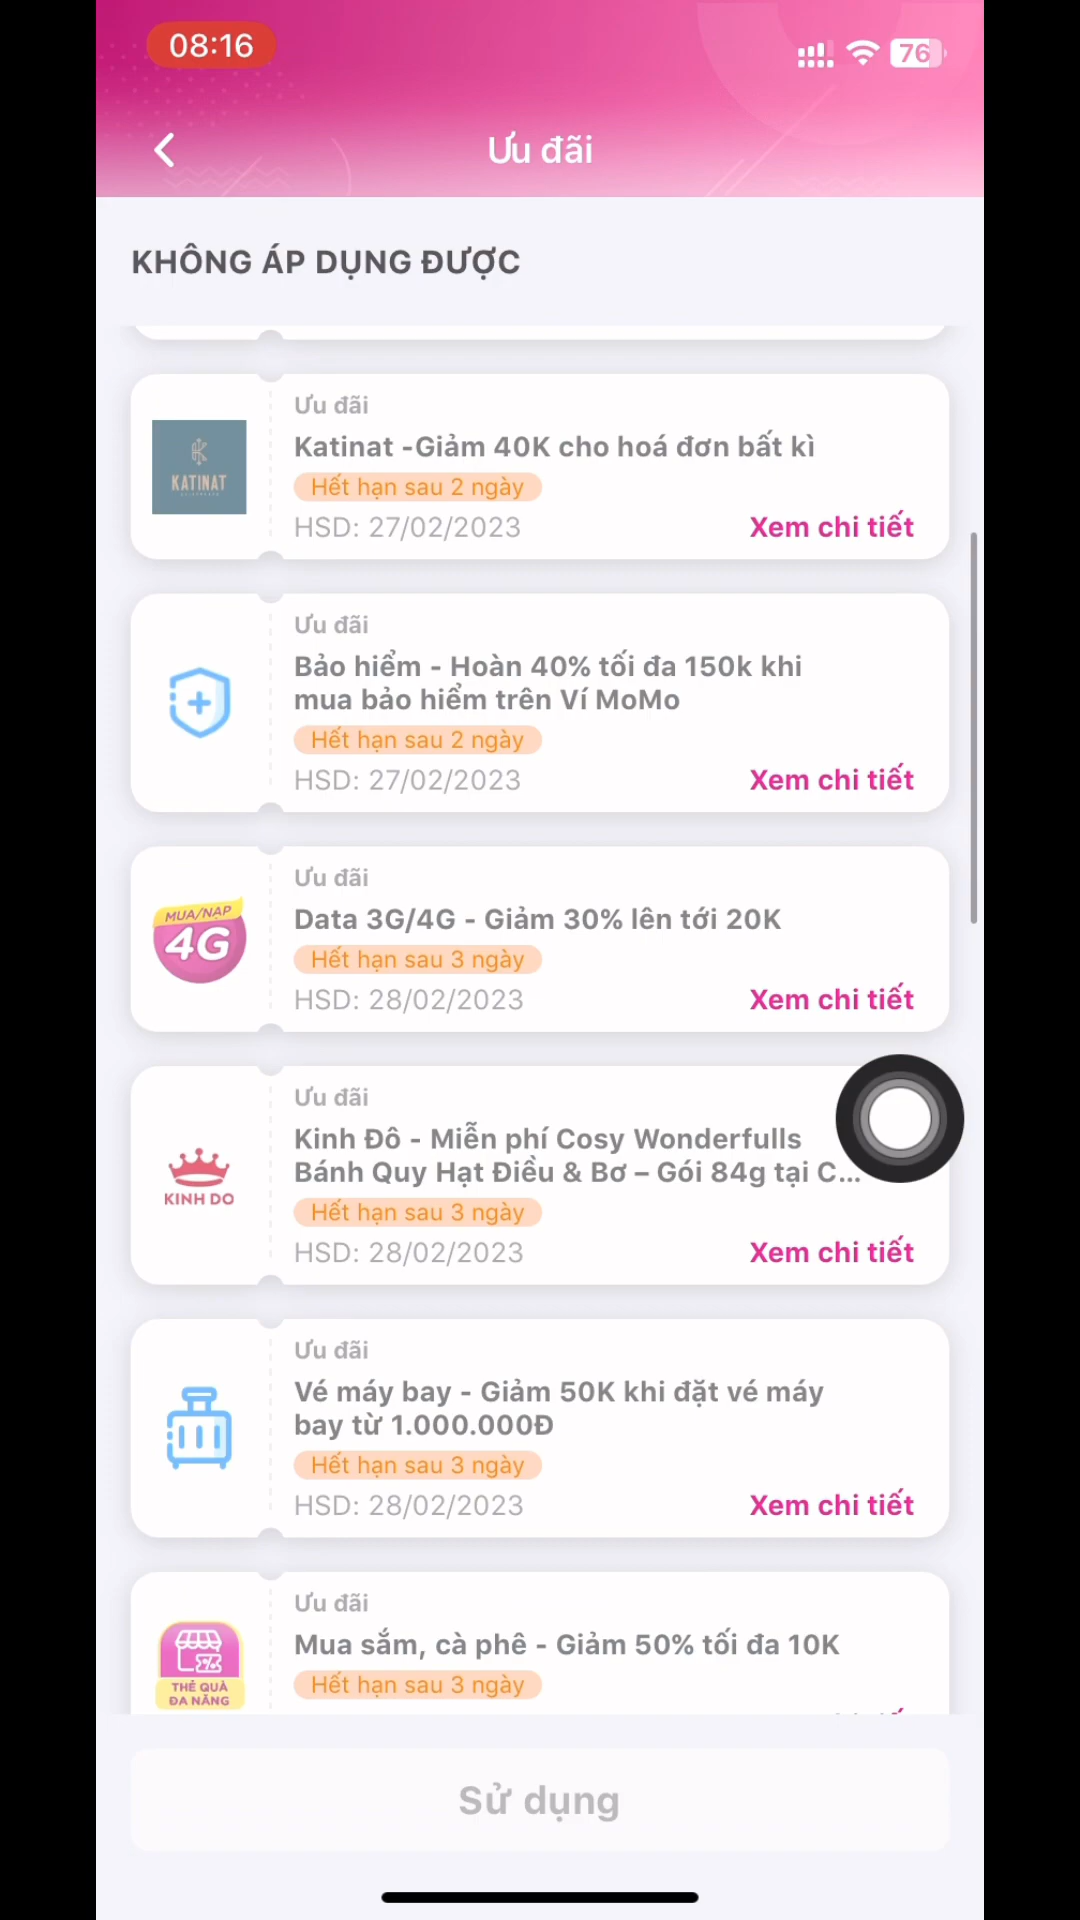 08:16
76
Ưu đãi
KHÔNG ÁP DỤNG ĐƯỢC
Ưu đãi
Katinat -Giảm 40K cho hoá đơn bất kì
KATINAT
Hết hạn sau 2 ngày
HSD: 27/02/2023
Xem chi tiết
Ưu đãi
Bảo hiểm - Hoàn 40% tối đa 150k khi
mua bảo hiểm trên Ví MoMo
Hết hạn sau 2 ngày
HSD: 27/02/2023
Xem chi tiết
Ưu đãi
MUA/NẠP
4G
Data 3G/4G - Giảm 30% lên tới 20K
Hết hạn sau 3 ngày
HSD: 28/02/2023
Xem chi tiết
Ưu đãi
Kinh Đô - Miễn phí Cosy Wonderfulls
Bánh Quy Hạt Điều & Bơ – Gói 84g tại C...
KINH DO
Hết hạn sau 3 ngày
HSD: 28/02/2023
Xem chi tiết
Ưu đãi
Vé máy bay - Giảm 50K khi đặt vé máy
bay từ 1.000.000Đ
Hết hạn sau 3 ngày
HSD: 28/02/2023
Xem chi tiết
Ưu đãi
Mua sắm, cà phê - Giảm 50% tối đa 10K
Hết hạn sau 3 ngày
THẺ QUÀ
ĐA NĂNG
Sử dụng